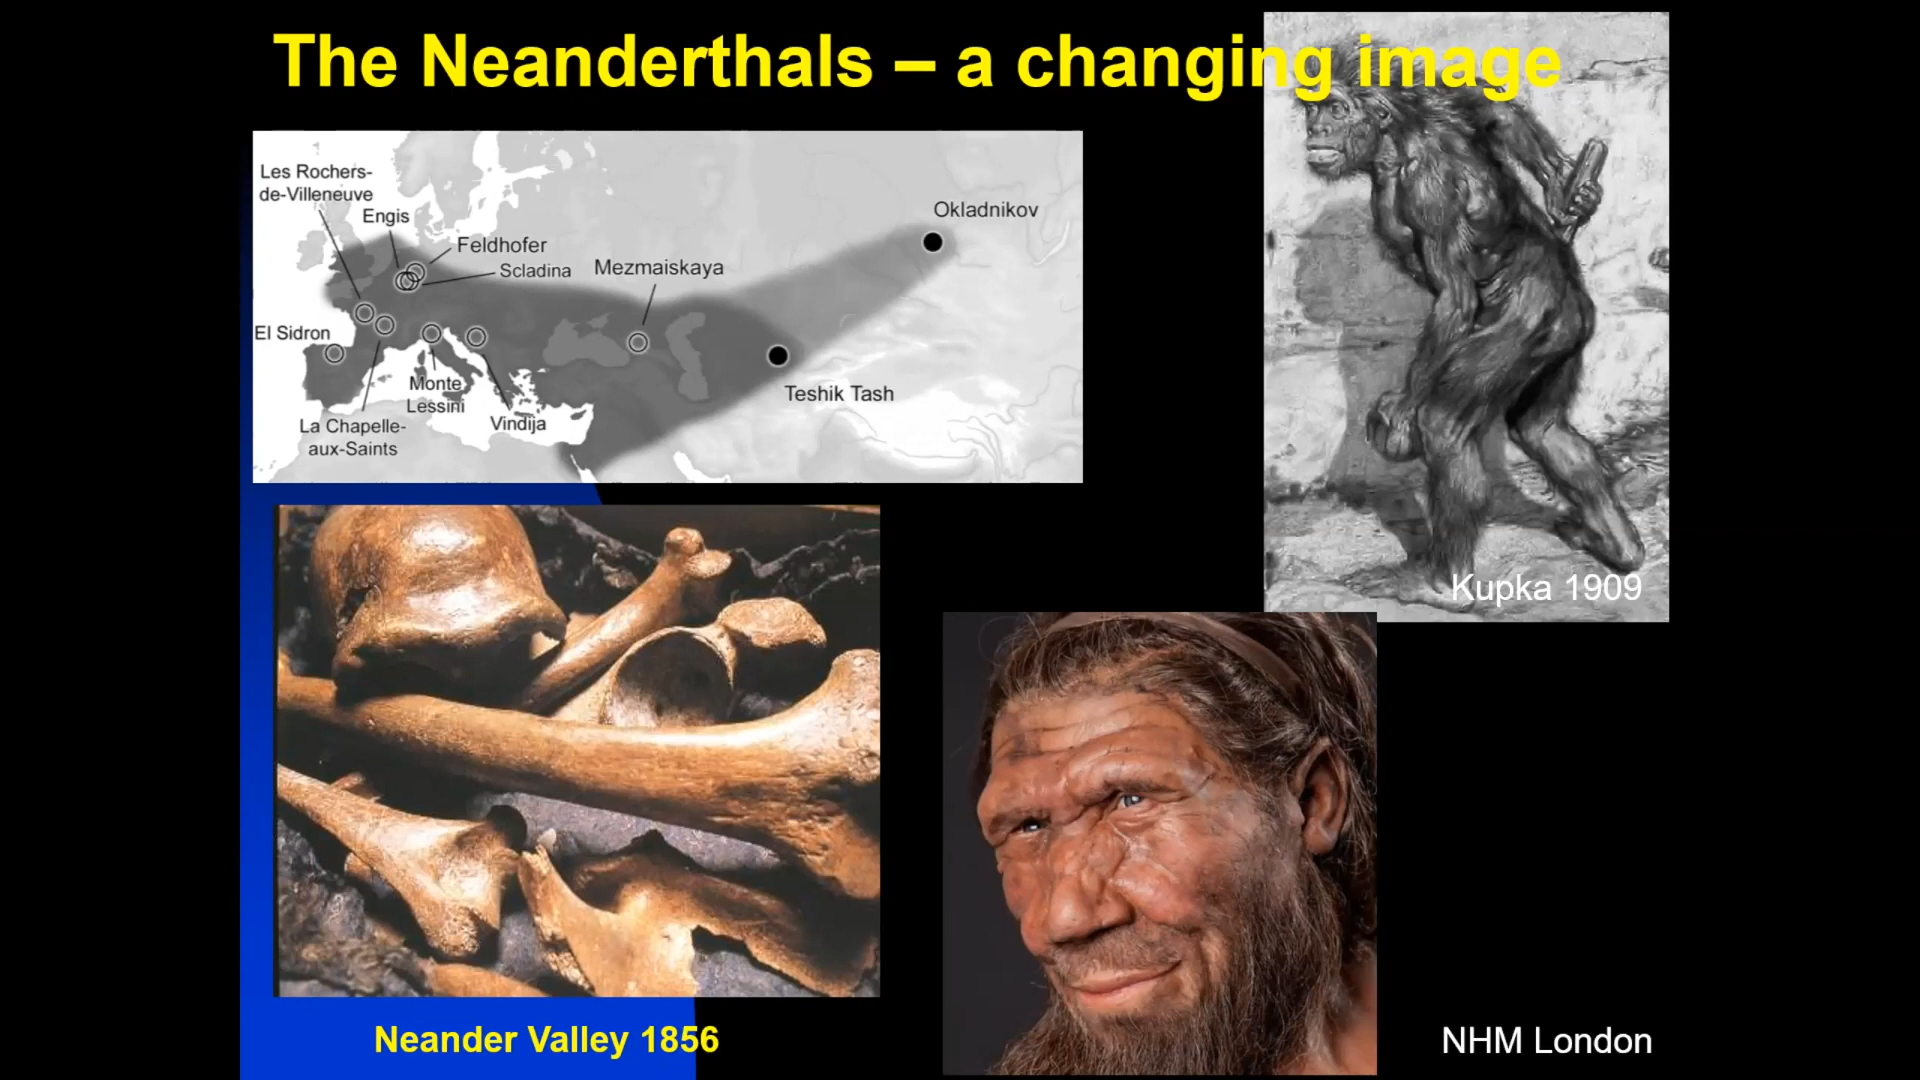 The Neanderthals – a changing image
Les Rochers-
de-Villeneuve
Engis
Feldhofer
Scladina
Mezmaiskaya
Okladnikov
El Sidron
Monte
Lessini
La Chapelle-
aux-Saints
Vindija
Teshik Tash
Kupka 1909
Neander Valley 1856
NHM London